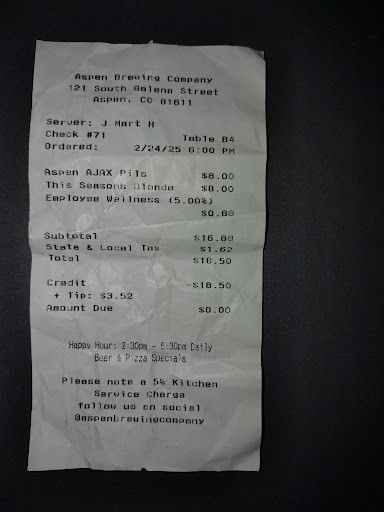 Aspen Brewing Company
121 South Galena Street
Aspen, CO 81611
Server: J Mart M
Check #71 Table B4
Ordered: 2/24/25 6:00 PM
Aspen AJAX Pils $8.00
This Seasons Blonde $8.00
Employee Wellness (5.00%)
$0.88
Subtotal $16.88
State & Local Tax $1.62
Total $18.50
Credit -$18.50
+ Tip: $3.52
Amount Due $0.00
Happy Hour: 2:30pm - 5:30pm Daily
Beer & Pizza Specials
Please note a 5% Kitchen
Service Charge
follow us on social
@aspenbrewingcompany